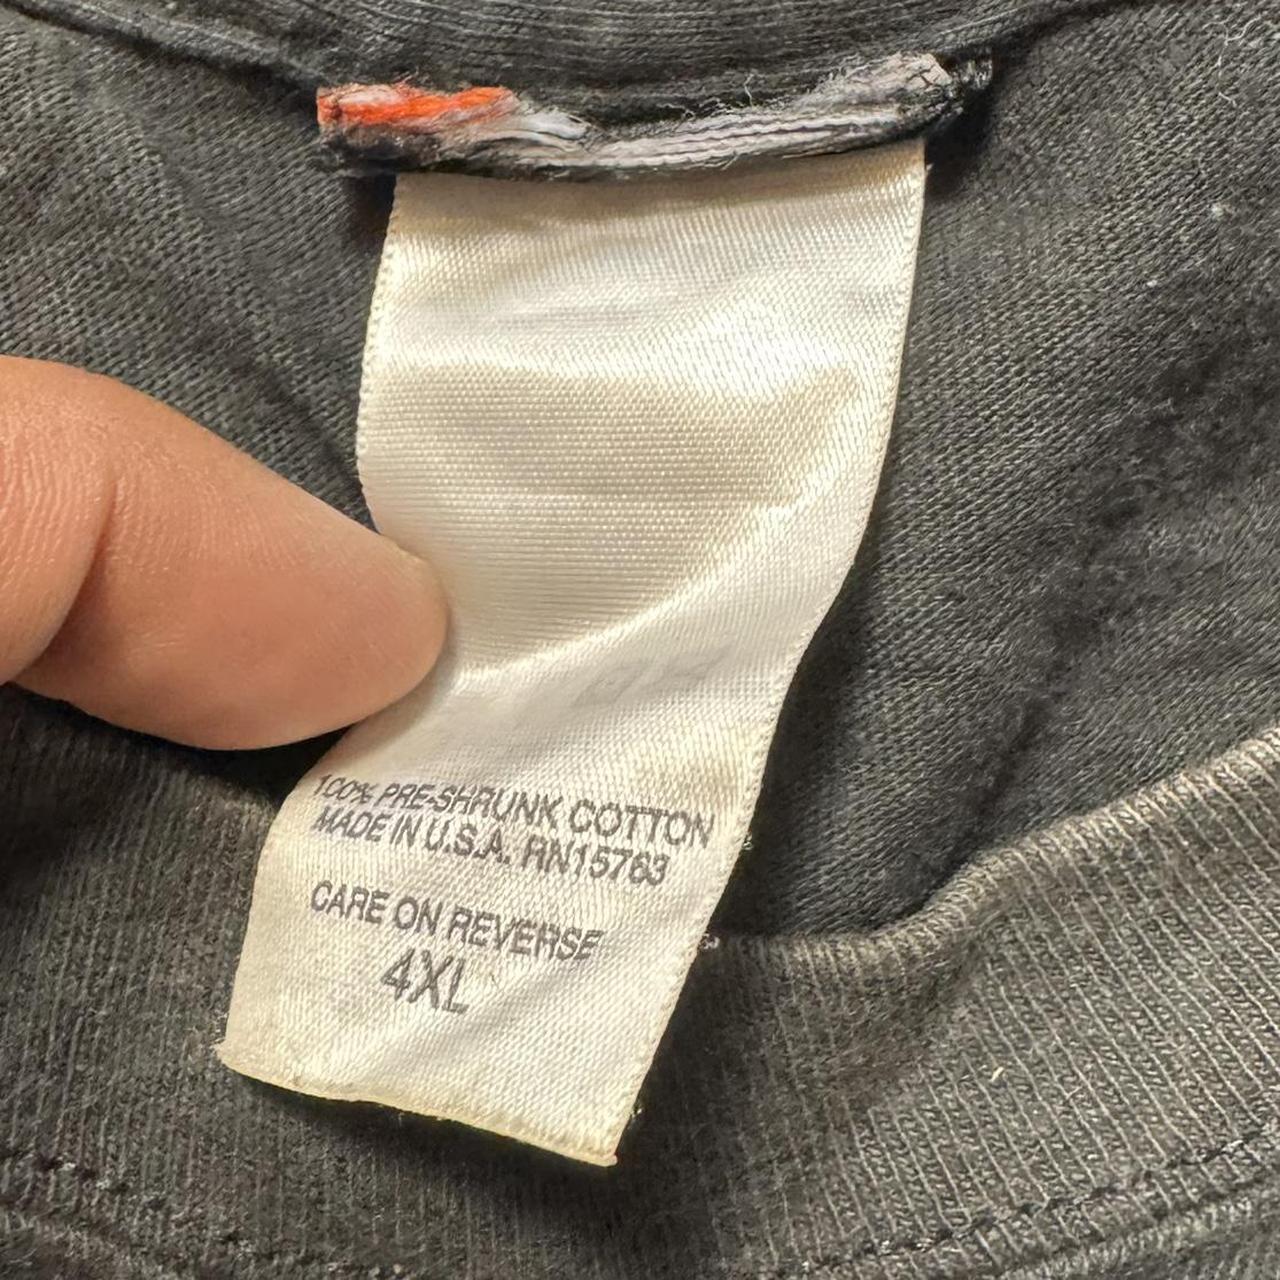 100% PRE-SHRUNK COTTON
MADE IN U.S.A. RN15763
CARE ON REVERSE
4XL